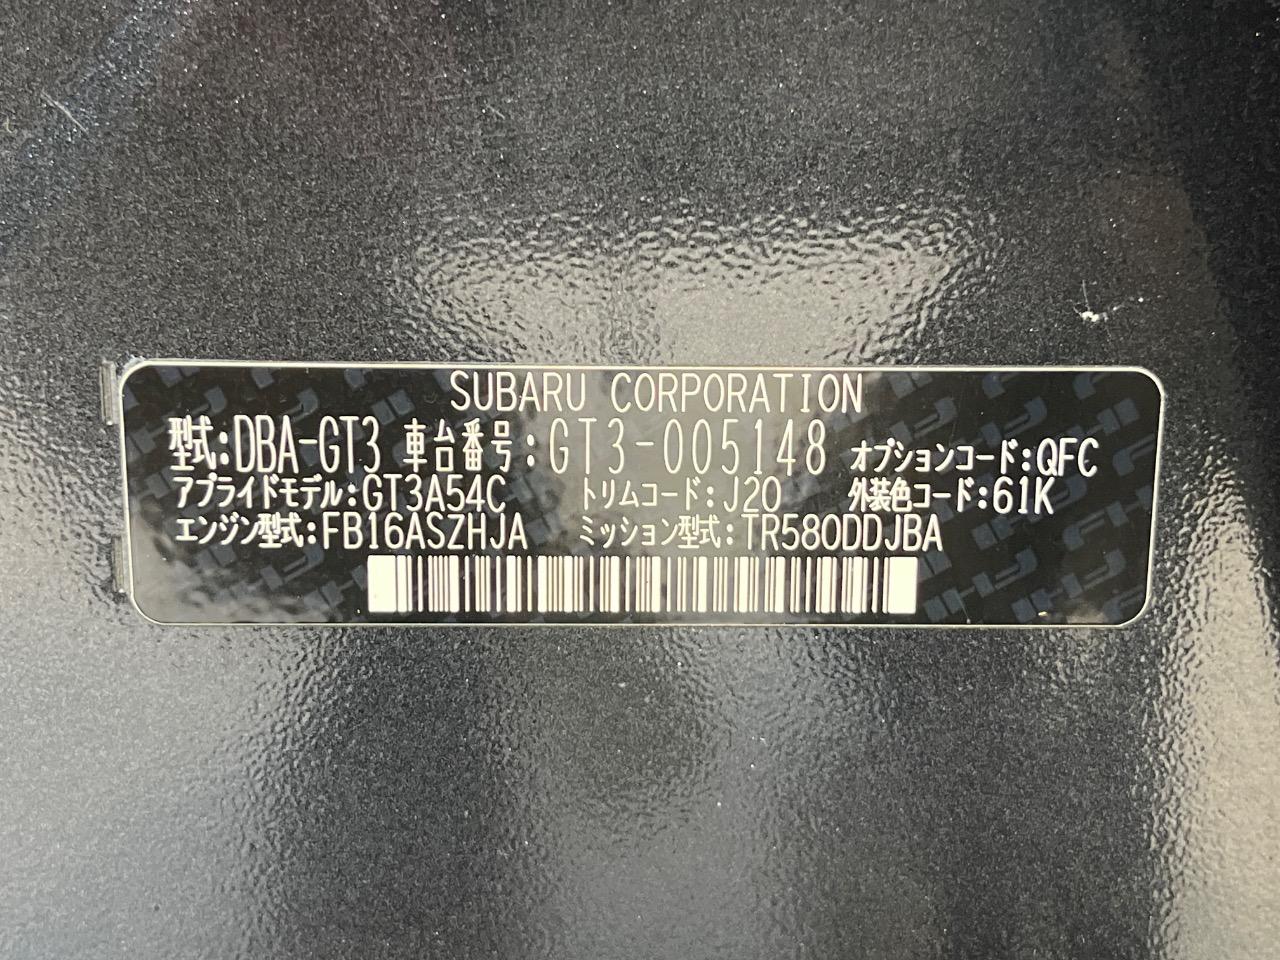 SUBARU CORPORATION
型式:DBA-GT3 車台番号:GT3-005148 オプションコード:QFC
アプライドモデル:GT3A54C トリムコード:J20 外装色コード:61K
エンジン型式:FB16ASZHJA ミッション型式:TR580DDJBA